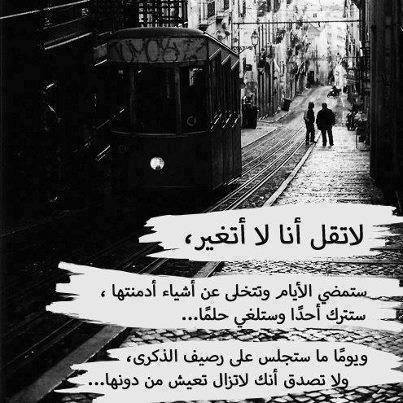 لاتقل أنا لا أتغير،
ستمضي الأيام وتتخلى عن أشياء أدمنتها ،
ستترك أحدًا وستلغي حلمًا...
ويومًا ما ستجلس على رصيف الذكرى،
ولا تصدق أنك لاتزال تعيش من دونها...